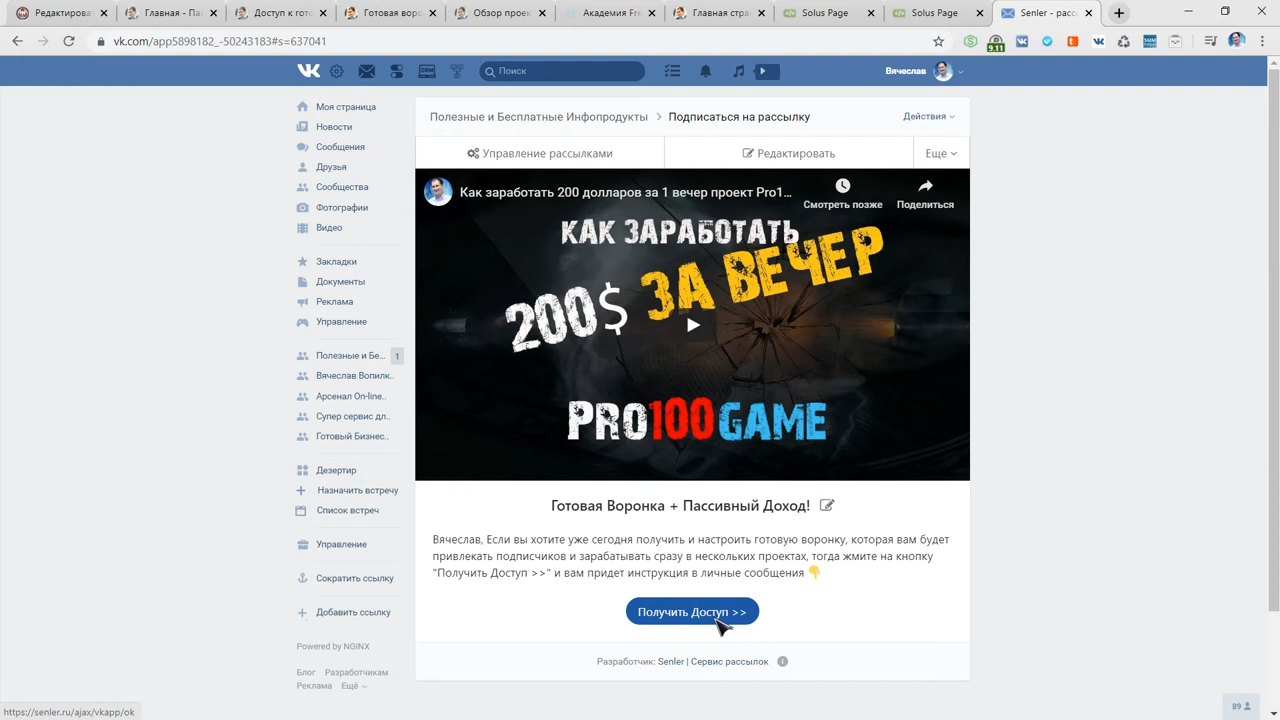 Редактирова
Главная - Па
Доступ к гото
Готовая воро
Обзор проек
Академия Fre
Главная стра
Solus Page
Solus Page
Senler - расс
vk.com/app5898182_-50243183#s=637041
9.11
Поиск
Вячеслав
Моя страница
Новости
Сообщения
Друзья
Сообщества
Фотографии
Видео
Закладки
Документы
Реклама
Управление
Полезные и Бе... 1
Вячеслав Вопилк..
Арсенал On-line..
Супер сервис дл..
Готовый Бизнес..
Дезертир
Назначить встречу
Список встреч
Управление
Сократить ссылку
Добавить ссылку
Powered by NGINX
Блог Разработчикам
Реклама Ещё
Полезные и Бесплатные Инфопродукты > Подписаться на рассылку
Действия
Управление рассылками
Редактировать
Еще
Как заработать 200 долларов за 1 вечер проект Pro1...
Смотреть позже
Поделиться
КАК ЗАРАБОТАТЬ
200$ ЗА ВЕЧЕР
PRO100GAME
Готовая Воронка + Пассивный Доход!
Вячеслав, Если вы хотите уже сегодня получить и настроить готовую воронку, которая вам будет
привлекать подписчиков и зарабатывать сразу в нескольких проектах, тогда жмите на кнопку
"Получить Доступ >>" и вам придет инструкция в личные сообщения 👇
Получить Доступ >>
Разработчик: Senler | Сервис рассылок
89
https://senler.ru/ajax/vkapp/ok